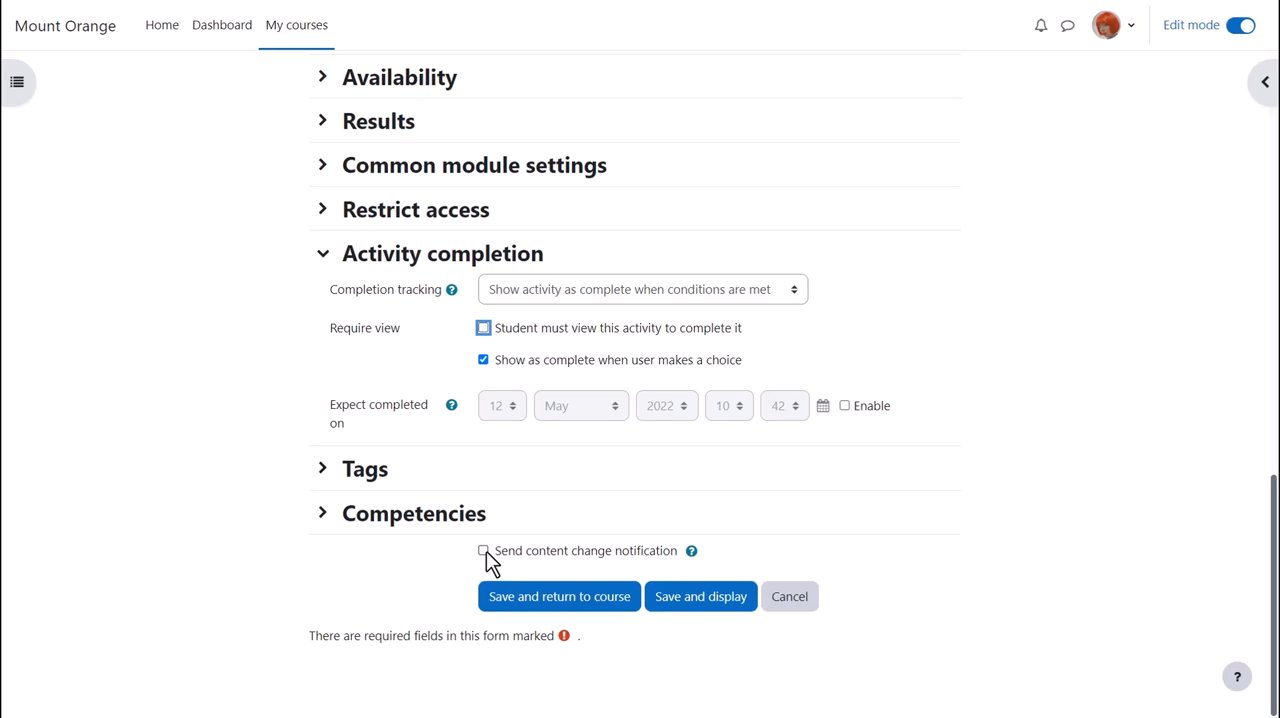 Mount Orange Home Dashboard My courses Edit mode
Availability
Results
Common module settings
Restrict access
Activity completion
Completion tracking ? Show activity as complete when conditions are met
Require view Student must view this activity to complete it
Show as complete when user makes a choice
Expect completed on ? 12 May 2022 10 42 Enable
Tags
Competencies
Send content change notification ?
Save and return to course Save and display Cancel
There are required fields in this form marked ! .
?